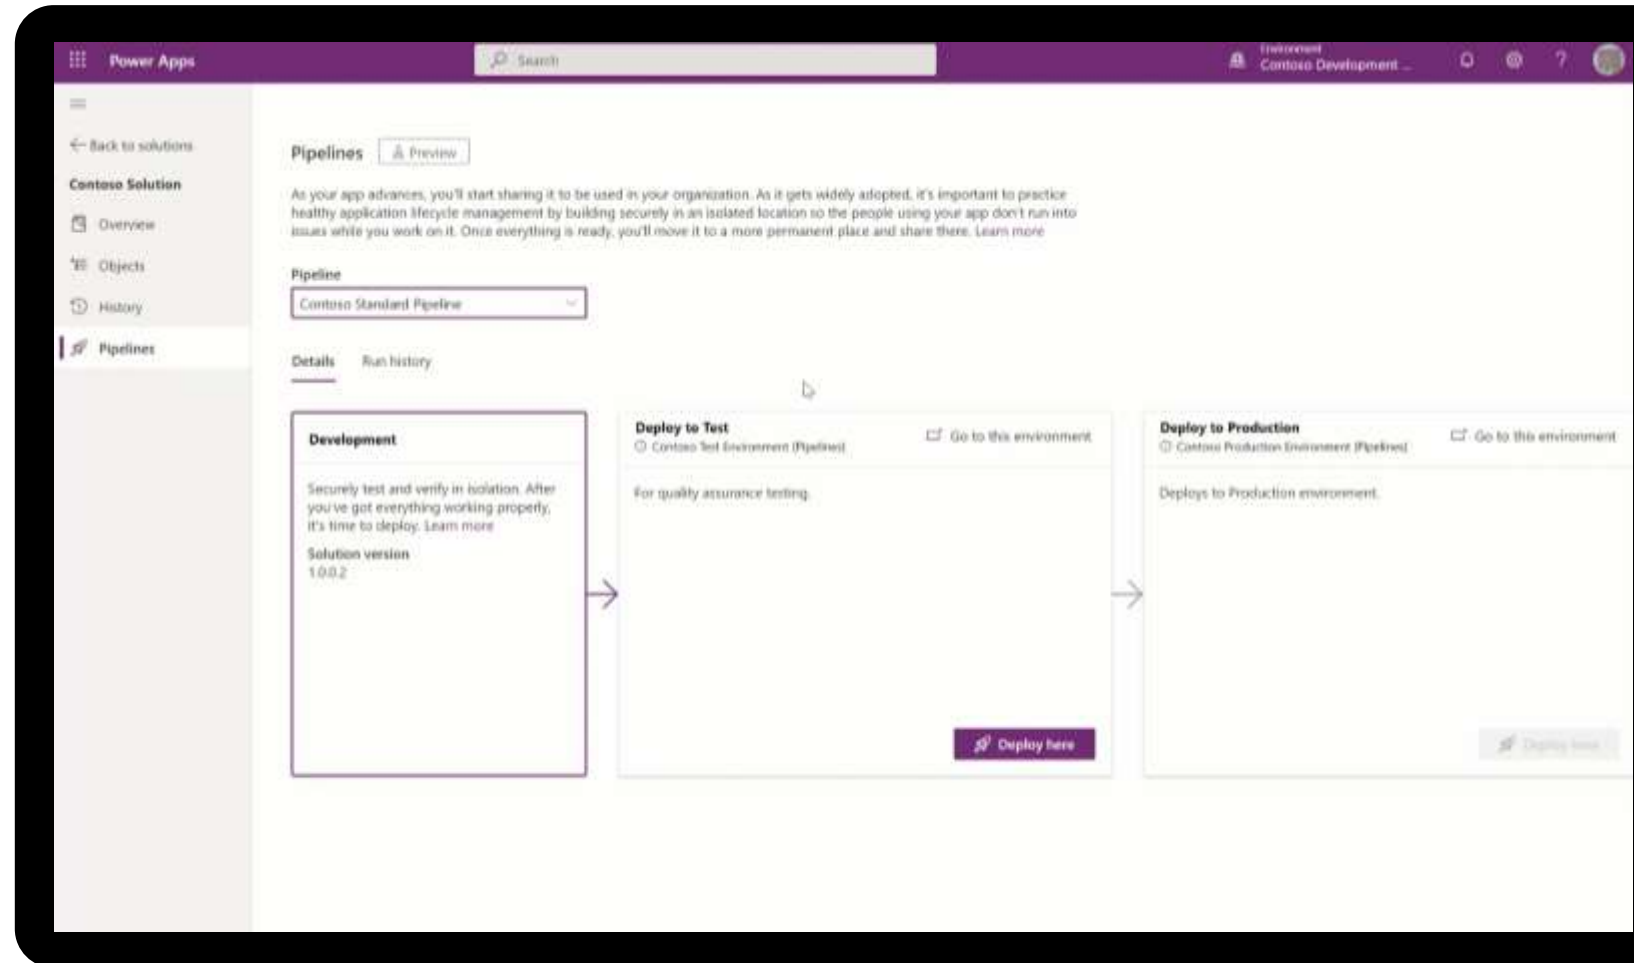 Power Apps
Search
Environment
Contoso Development ...
?
Back to solutions
Contoso Solution
Overview
Objects
History
Pipelines
Pipelines
Preview
As your app advances, you'll start sharing it to be used in your organization. As it gets widely adopted, it's important to practice
healthy application lifecycle management by building securely in an isolated location so the people using your app don't run into
issues while you work on it. Once everything is ready, you'll move it to a more permanent place and share there. Learn more
Pipeline
Contoso Standard Pipeline
Details
Run history
Development
Securely test and verify in isolation. After
you've got everything working properly,
it's time to deploy. Learn more
Solution version
1.0.0.2
Deploy to Test
Contoso Test Environment (Pipelines)
Go to this environment
For quality assurance testing.
Deploy here
Deploy to Production
Contoso Production Environment (Pipelines)
Go to this environment
Deploys to Production environment.
Deploy here